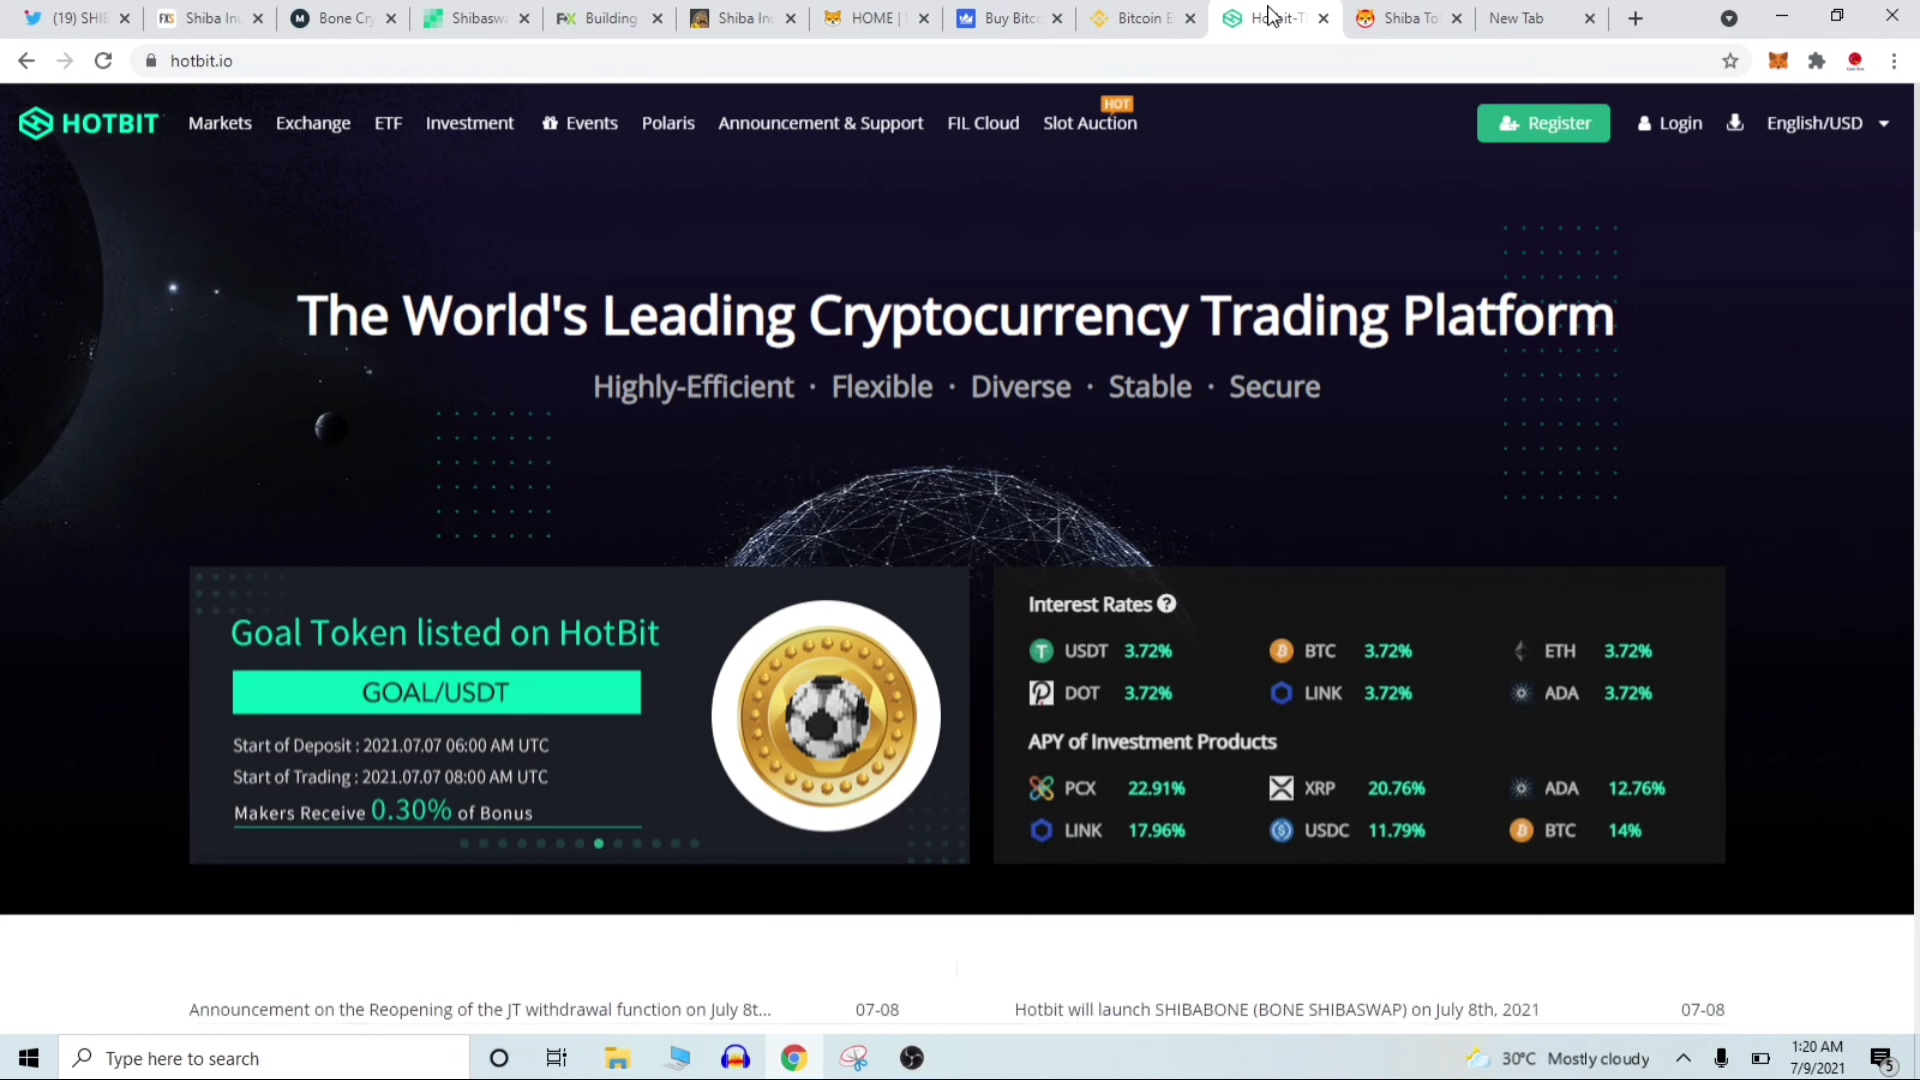 (19) SHIE
Shiba Inu
Bone Cry
Shibaswa
Building
Shiba Inu
HOME | S
Buy Bitco
Bitcoin E
Shiba To
New Tab
hotbit.io
HOTBIT
Markets
Exchange
ETF
Investment
Events
Polaris
Announcement & Support
FIL Cloud
HOT
Slot Auction
Register
Login
English/USD
The World's Leading Cryptocurrency Trading Platform
Highly-Efficient · Flexible · Diverse · Stable · Secure
Goal Token listed on HotBit
GOAL/USDT
Start of Deposit : 2021.07.07 06:00 AM UTC
Start of Trading : 2021.07.07 08:00 AM UTC
Makers Receive 0.30% of Bonus
Interest Rates ?
USDT 3.72% BTC 3.72% ETH 3.72%
DOT 3.72% LINK 3.72% ADA 3.72%
APY of Investment Products
PCX 22.91% XRP 20.76% ADA 12.76%
LINK 17.96% USDC 11.79% BTC 14%
Announcement on the Reopening of the JT withdrawal function on July 8t... 07-08
Hotbit will launch SHIBABONE (BONE SHIBASWAP) on July 8th, 2021 07-08
Type here to search
30°C Mostly cloudy
1:20 AM
7/9/2021
5